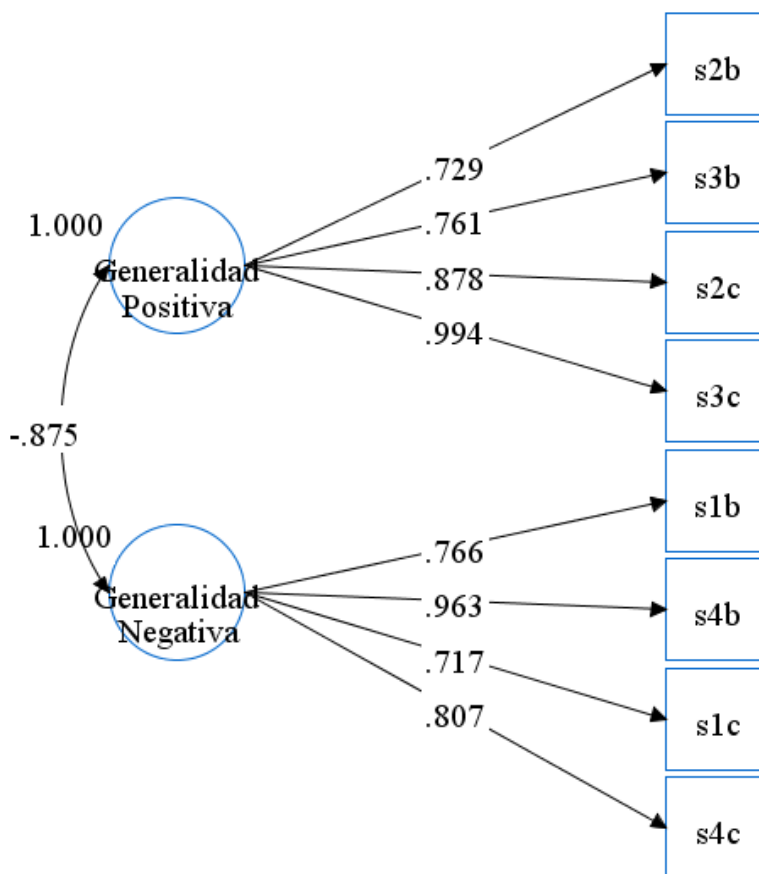 s2b
.729
s3b
1.000
.761
Generalidad
Positiva
.878
s2c
.994
s3c
-.875
s1b
1.000
.766
Generalidad
Negativa
.963
s4b
.717
s1c
.807
s4c